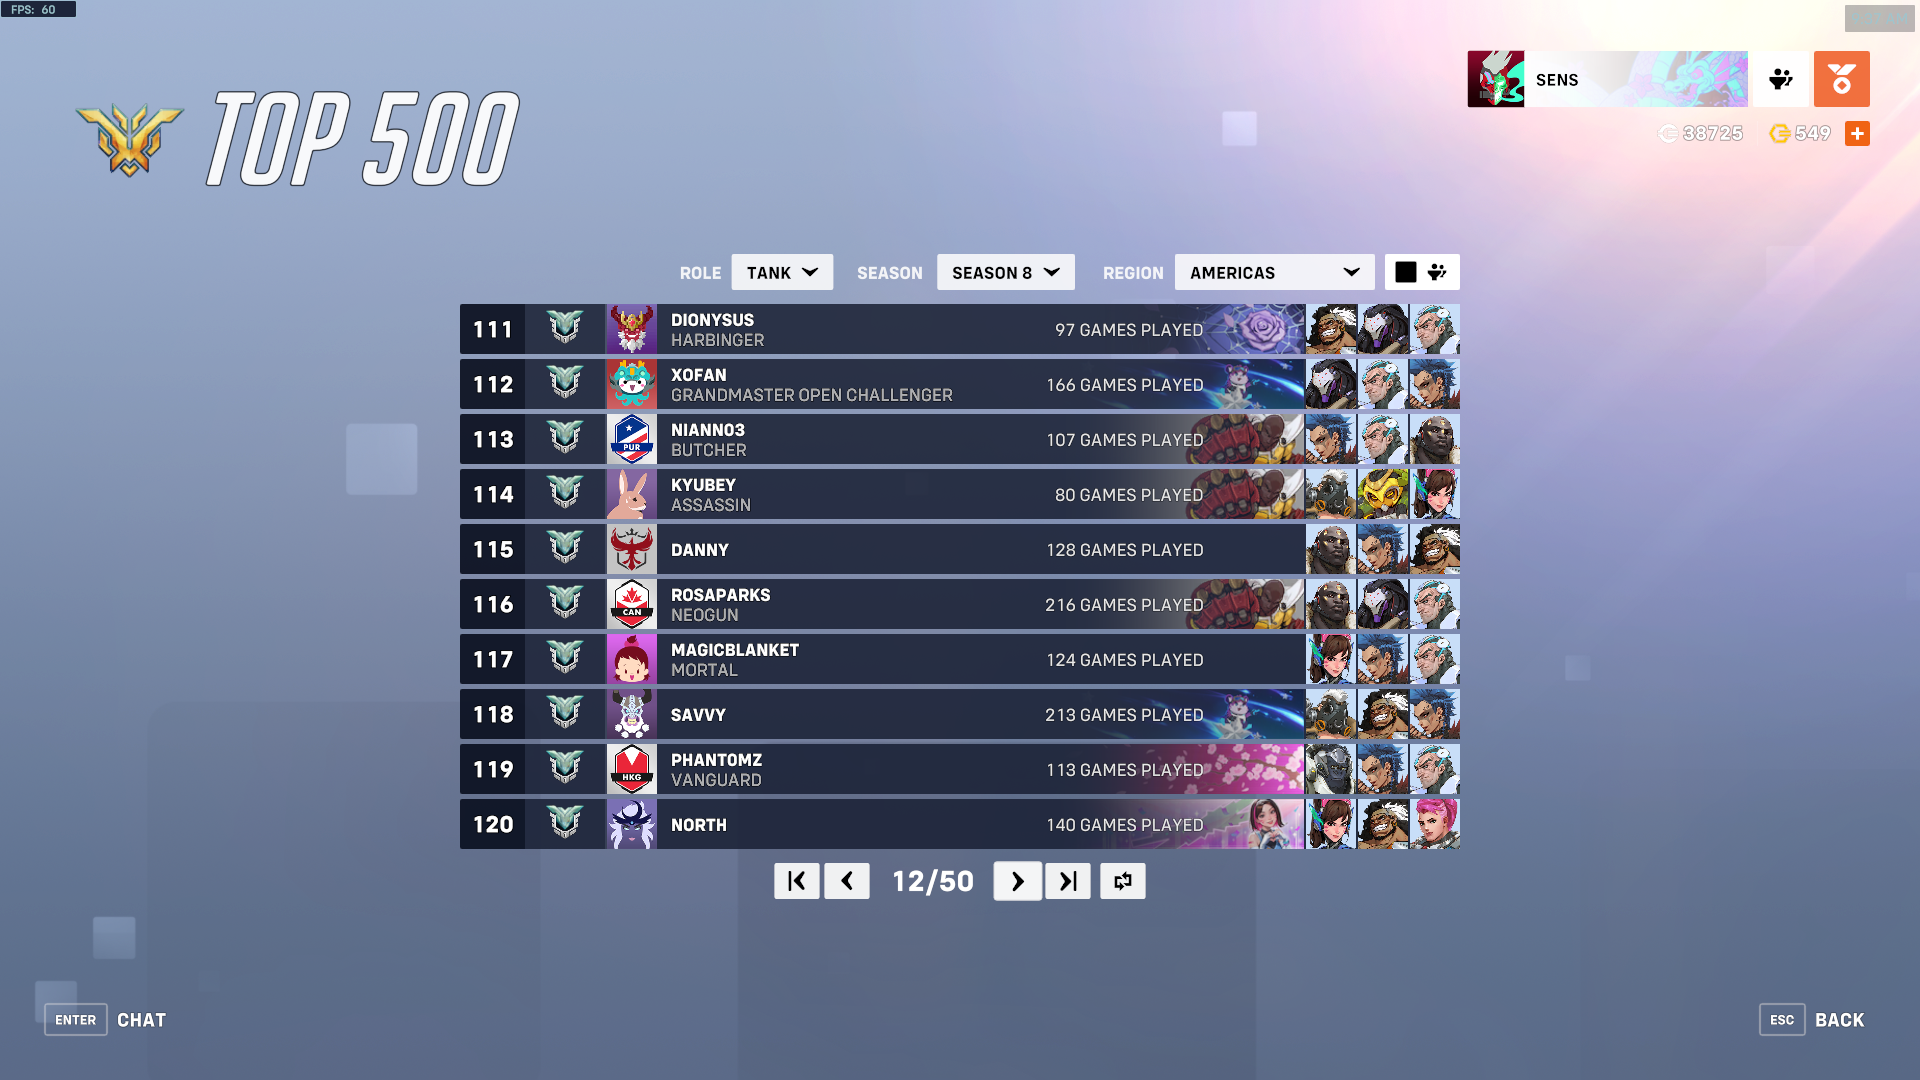 FPS: 60
TOP 500
SENS
38725
549
ROLE
TANK
SEASON
SEASON 8
REGION
AMERICAS
111
DIONYSUS
HARBINGER
97 GAMES PLAYED
112
XOFAN
GRANDMASTER OPEN CHALLENGER
166 GAMES PLAYED
113
PUR
NIANN03
BUTCHER
107 GAMES PLAYED
114
KYUBEY
ASSASSIN
80 GAMES PLAYED
115
DANNY
128 GAMES PLAYED
116
CAN
ROSAPARKS
NEOGUN
216 GAMES PLAYED
117
MAGICBLANKET
MORTAL
124 GAMES PLAYED
118
SAVVY
213 GAMES PLAYED
119
HKG
PHANTOMZ
VANGUARD
113 GAMES PLAYED
120
NORTH
140 GAMES PLAYED
12/50
ENTER
CHAT
ESC
BACK